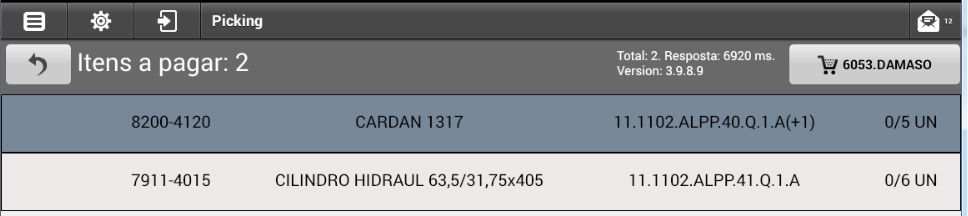 Picking
12
Itens a pagar: 2
Total: 2. Resposta: 6920 ms.
Version: 3.9.8.9
6053.DAMASO
8200-4120 CARDAN 1317 11.1102.ALPP.40.Q.1.A(+1) 0/5 UN
7911-4015 CILINDRO HIDRAUL 63,5/31,75x405 11.1102.ALPP.41.Q.1.A 0/6 UN